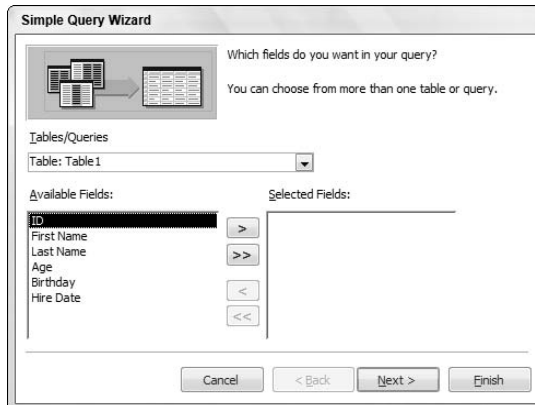 Simple Query Wizard
Which fields do you want in your query?
You can choose from more than one table or query.
Tables/Queries
Table: Table1
Available Fields:
Selected Fields:
ID
First Name
Last Name
Age
Birthday
Hire Date
>
>>
<
<<
Cancel
< Back
Next >
Finish